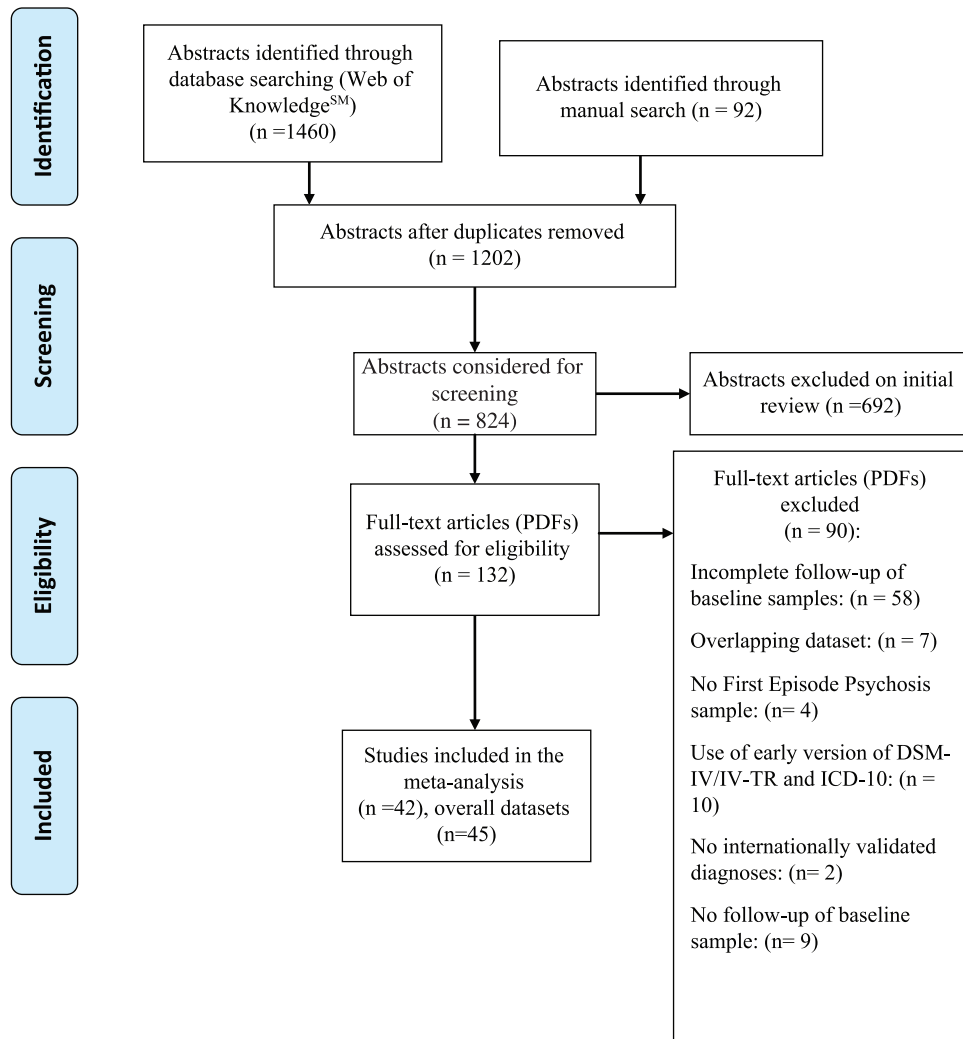 Identification
Abstracts identified through
database searching (Web of
Knowledge℠)
(n =1460)
Abstracts identified through
manual search (n = 92)
Abstracts after duplicates removed
(n = 1202)
Screening
Abstracts considered for
screening
(n = 824)
Abstracts excluded on initial
review (n =692)
Eligibility
Full-text articles (PDFs)
assessed for eligibility
(n = 132)
Full-text articles (PDFs)
excluded
(n = 90):
Incomplete follow-up of
baseline samples: (n = 58)
Overlapping dataset: (n = 7)
No First Episode Psychosis
sample: (n= 4)
Use of early version of DSM-
IV/IV-TR and ICD-10: (n =
10)
No internationally validated
diagnoses: (n= 2)
No follow-up of baseline
sample: (n= 9)
Included
Studies included in the
meta-analysis
(n =42), overall datasets
(n=45)